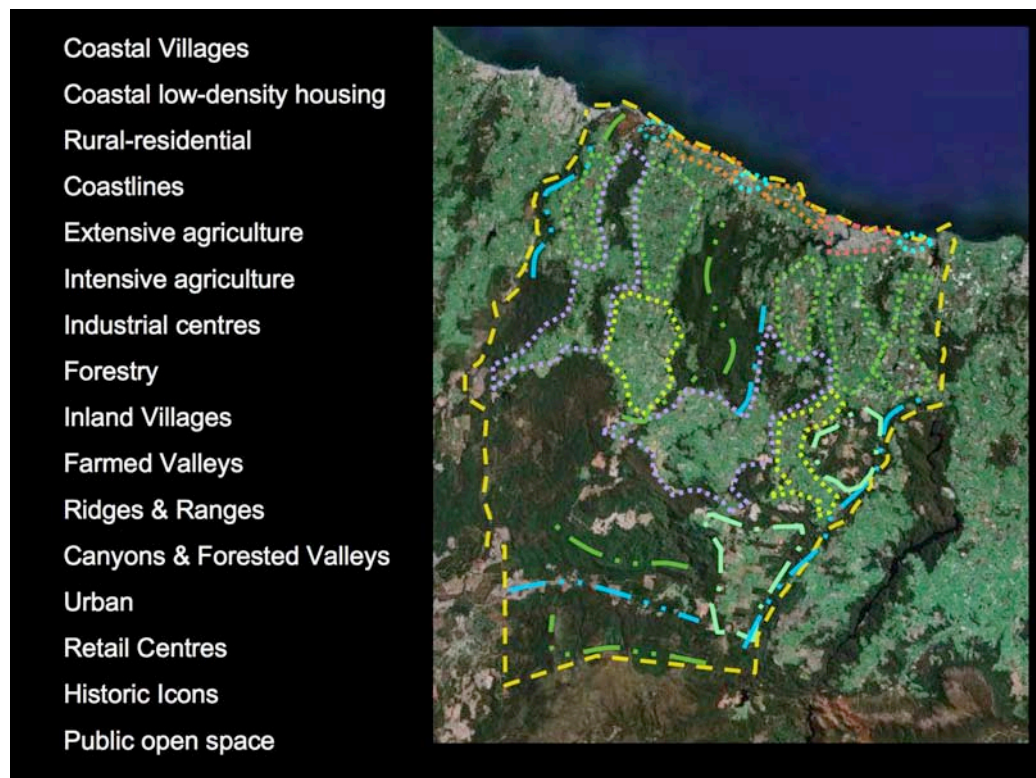 Coastal Villages
Coastal low-density housing
Rural-residential
Coastlines
Extensive agriculture
Intensive agriculture
Industrial centres
Forestry
Inland Villages
Farmed Valleys
Ridges & Ranges
Canyons & Forested Valleys
Urban
Retail Centres
Historic Icons
Public open space